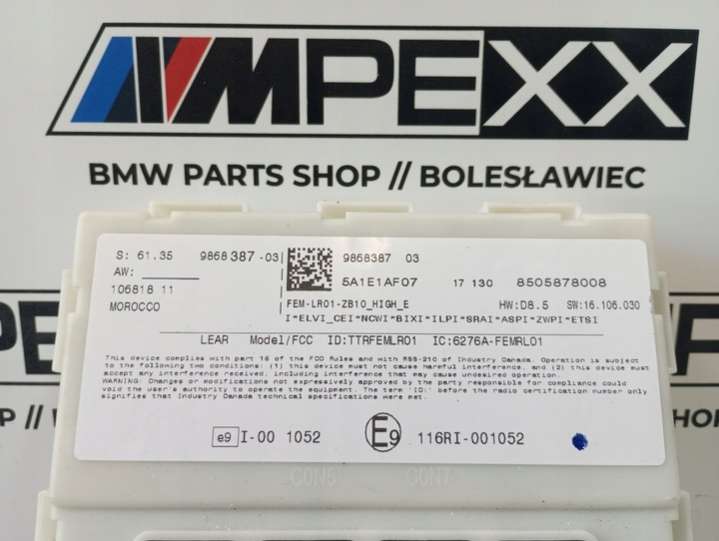 MPEXX
BMW PARTS SHOP // BOLESŁAWIEC
S: 61.35 9868 387 -03 9868387 03
AW: 5A1E1AF07 17 130 8505878008
106818 11 FEM-LR01-ZB10_HIGH_E HW:D8.5 SW:16.106.030
MOROCCO I*ELVI_CEI*NCWI*BIXI*ILPI*SRAI*ASPI*ZWPI*ETSI
LEAR Model/FCC ID:TTRFEMLR01 IC:6276A-FEMRL01
This device complies with part 15 of the FCC Rules and with RSS-210 of Industry Canada. Operation is subject
to the following two conditions: (1) this device must not cause harmful interference, and (2) this device must
accept any interference received, including interference that may cause undesired operation.
WARNING: Changes or modifications not expressively approved by the party responsible for compliance could
void the user's authority to operate the equipment. The term 'IC:' before the radio certification number only
signifies that Industry Canada technical specifications were met.
e9 I-00 1052 E9 116RI-001052
CON6 CON7